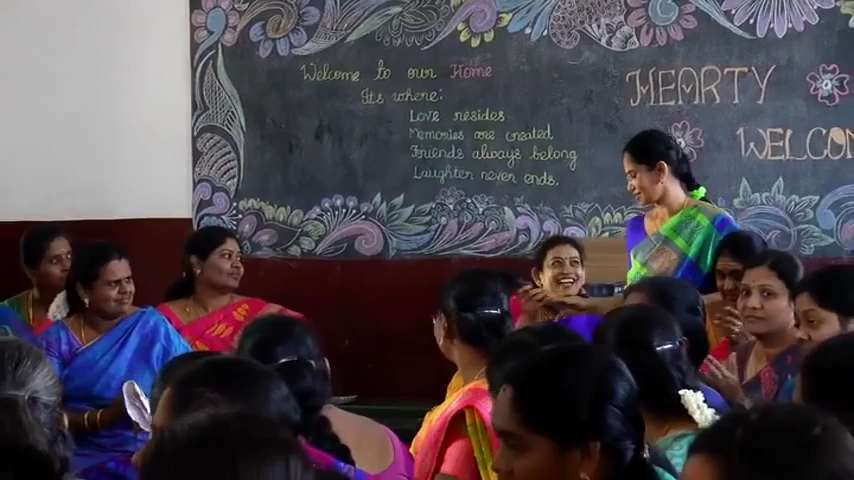 Welcome to our Home
Its where:
Love resides
Memories are created
Friends always belong
Laughter never ends.
HEARTY
WELCO